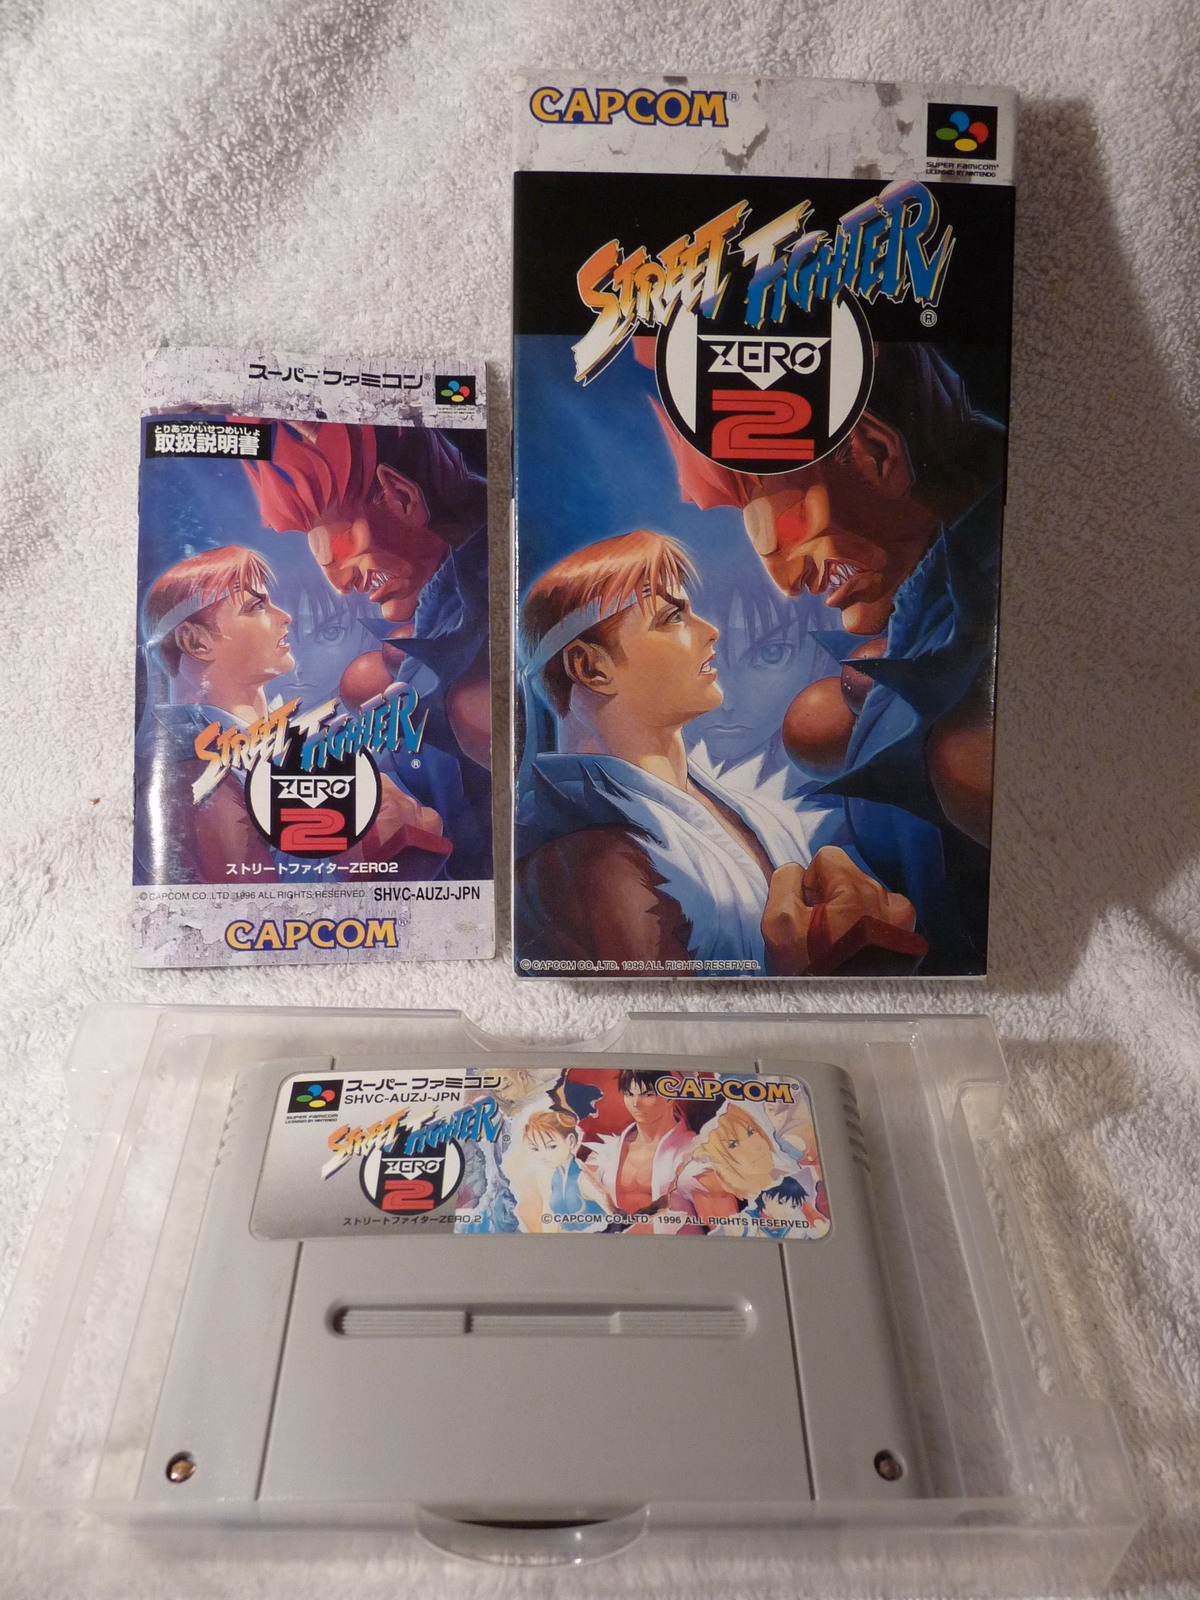 CAPCOM®
SUPER FAMICOM®
LICENSED BY NINTENDO
STREET FIGHTER
®
ZERO
2
© CAPCOM CO.,LTD. 1996 ALL RIGHTS RESERVED.
スーパーファミコン
とりあつかいせつめいしょ
取扱説明書
STREET FIGHTER
®
ZERO
2
ストリートファイターZERO2
© CAPCOM CO.,LTD. 1996 ALL RIGHTS RESERVED. SHVC-AUZJ-JPN
CAPCOM®
スーパーファミコン
CAPCOM®
SHVC-AUZJ-JPN
SUPER FAMICOM
LICENSED BY NINTENDO
STREET FIGHTER
®
ZERO
2
ストリートファイターZERO 2
© CAPCOM CO.,LTD. 1996 ALL RIGHTS RESERVED.